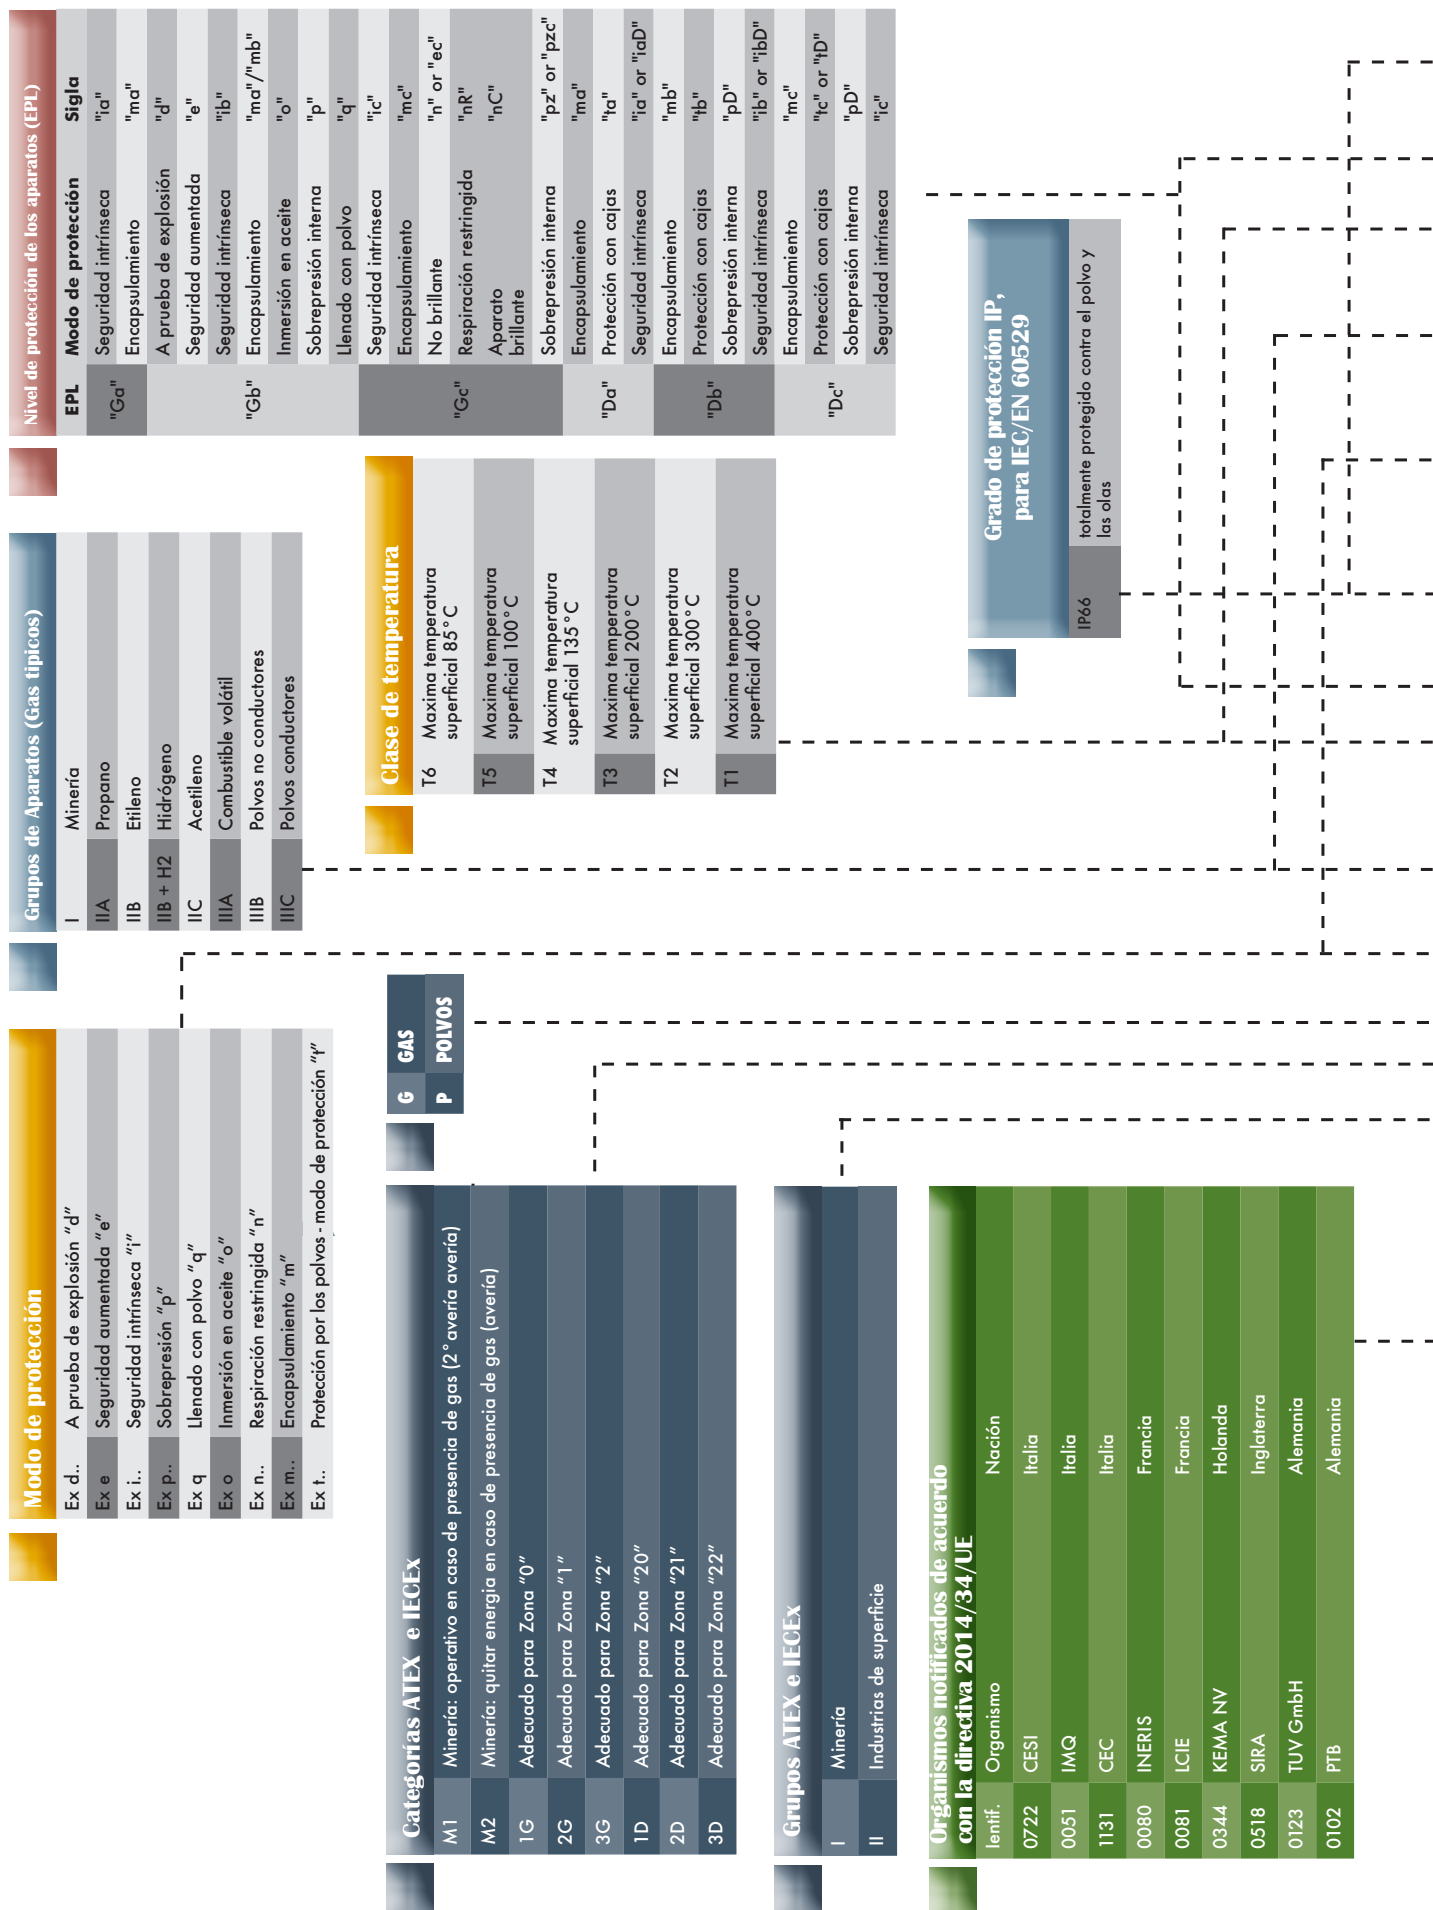 Modo de protección
Ex d.. A prueba de explosión “d”
Ex e Seguridad aumentada “e”
Ex i.. Seguridad intrínseca “i”
Ex p.. Sobrepresión “p”
Ex q Llenado con polvo “q”
Ex o Inmersión en aceite “o”
Ex n.. Respiración restringida “n”
Ex m.. Encapsulamiento “m”
Ex t.. Protección por los polvos - modo de protección “t”
Grupos de Aparatos (Gas tipicos)
I Minería
IIA Propano
IIB Etileno
IIB + H2 Hidrógeno
IIC Acetileno
IIIA Combustible volátil
IIIB Polvos no conductores
IIIC Polvos conductores
Nivel de protección de los aparatos (EPL)
EPL Modo de protección Sigla
"Ga" Seguridad intrínseca "ia"
Encapsulamiento "ma"
"Gb" A prueba de explosión "d"
Seguridad aumentada "e"
Seguridad intrínseca "ib"
Encapsulamiento "ma"/"mb"
Inmersión en aceite "o"
Sobrepresión interna "p"
Llenado con polvo "q"
"Gc" Seguridad intrínseca "ic"
Encapsulamiento "mc"
No brillante "n" or "ec"
Respiración restringida "nR"
Aparato "nC"
brillante
Sobrepresión interna "pz" or "pzc"
"Da" Encapsulamiento "ma"
Protección con cajas "ta"
Seguridad intrínseca "ia" or "iaD"
"Db" Encapsulamiento "mb"
Protección con cajas "tb"
Sobrepresión interna "pD"
Seguridad intrínseca "ib" or "ibD"
"Dc" Encapsulamiento "mc"
Protección con cajas "tc" or "tD"
Sobrepresión interna "pD"
Seguridad intrínseca "ic"
Categorías ATEX e IECEx
M1 Minería: operativo en caso de presencia de gas (2° avería avería)
M2 Minería: quitar energia en caso de presencia de gas (avería)
1G Adecuado para Zona “0”
2G Adecuado para Zona “1”
3G Adecuado para Zona “2”
1D Adecuado para Zona “20”
2D Adecuado para Zona “21”
3D Adecuado para Zona “22”
G GAS
P POLVOS
Clase de temperatura
T6 Maxima temperatura
superficial 85°C
T5 Maxima temperatura
superficial 100°C
T4 Maxima temperatura
superficial 135°C
T3 Maxima temperatura
superficial 200°C
T2 Maxima temperatura
superficial 300°C
T1 Maxima temperatura
superficial 400°C
Grupos ATEX e IECEx
I Minería
II Industrias de superficie
Organismos notificados de acuerdo
con la directiva 2014/34/UE
Ientif. Organismo Nación
0722 CESI Italia
0051 IMQ Italia
1131 CEC Italia
0080 INERIS Francia
0081 LCIE Francia
0344 KEMA NV Holanda
0518 SIRA Inglaterra
0123 TUV GmbH Alemania
0102 PTB Alemania
Grado de protección IP,
para IEC/EN 60529
IP66 totalmente protegido contra el polvo y
las olas